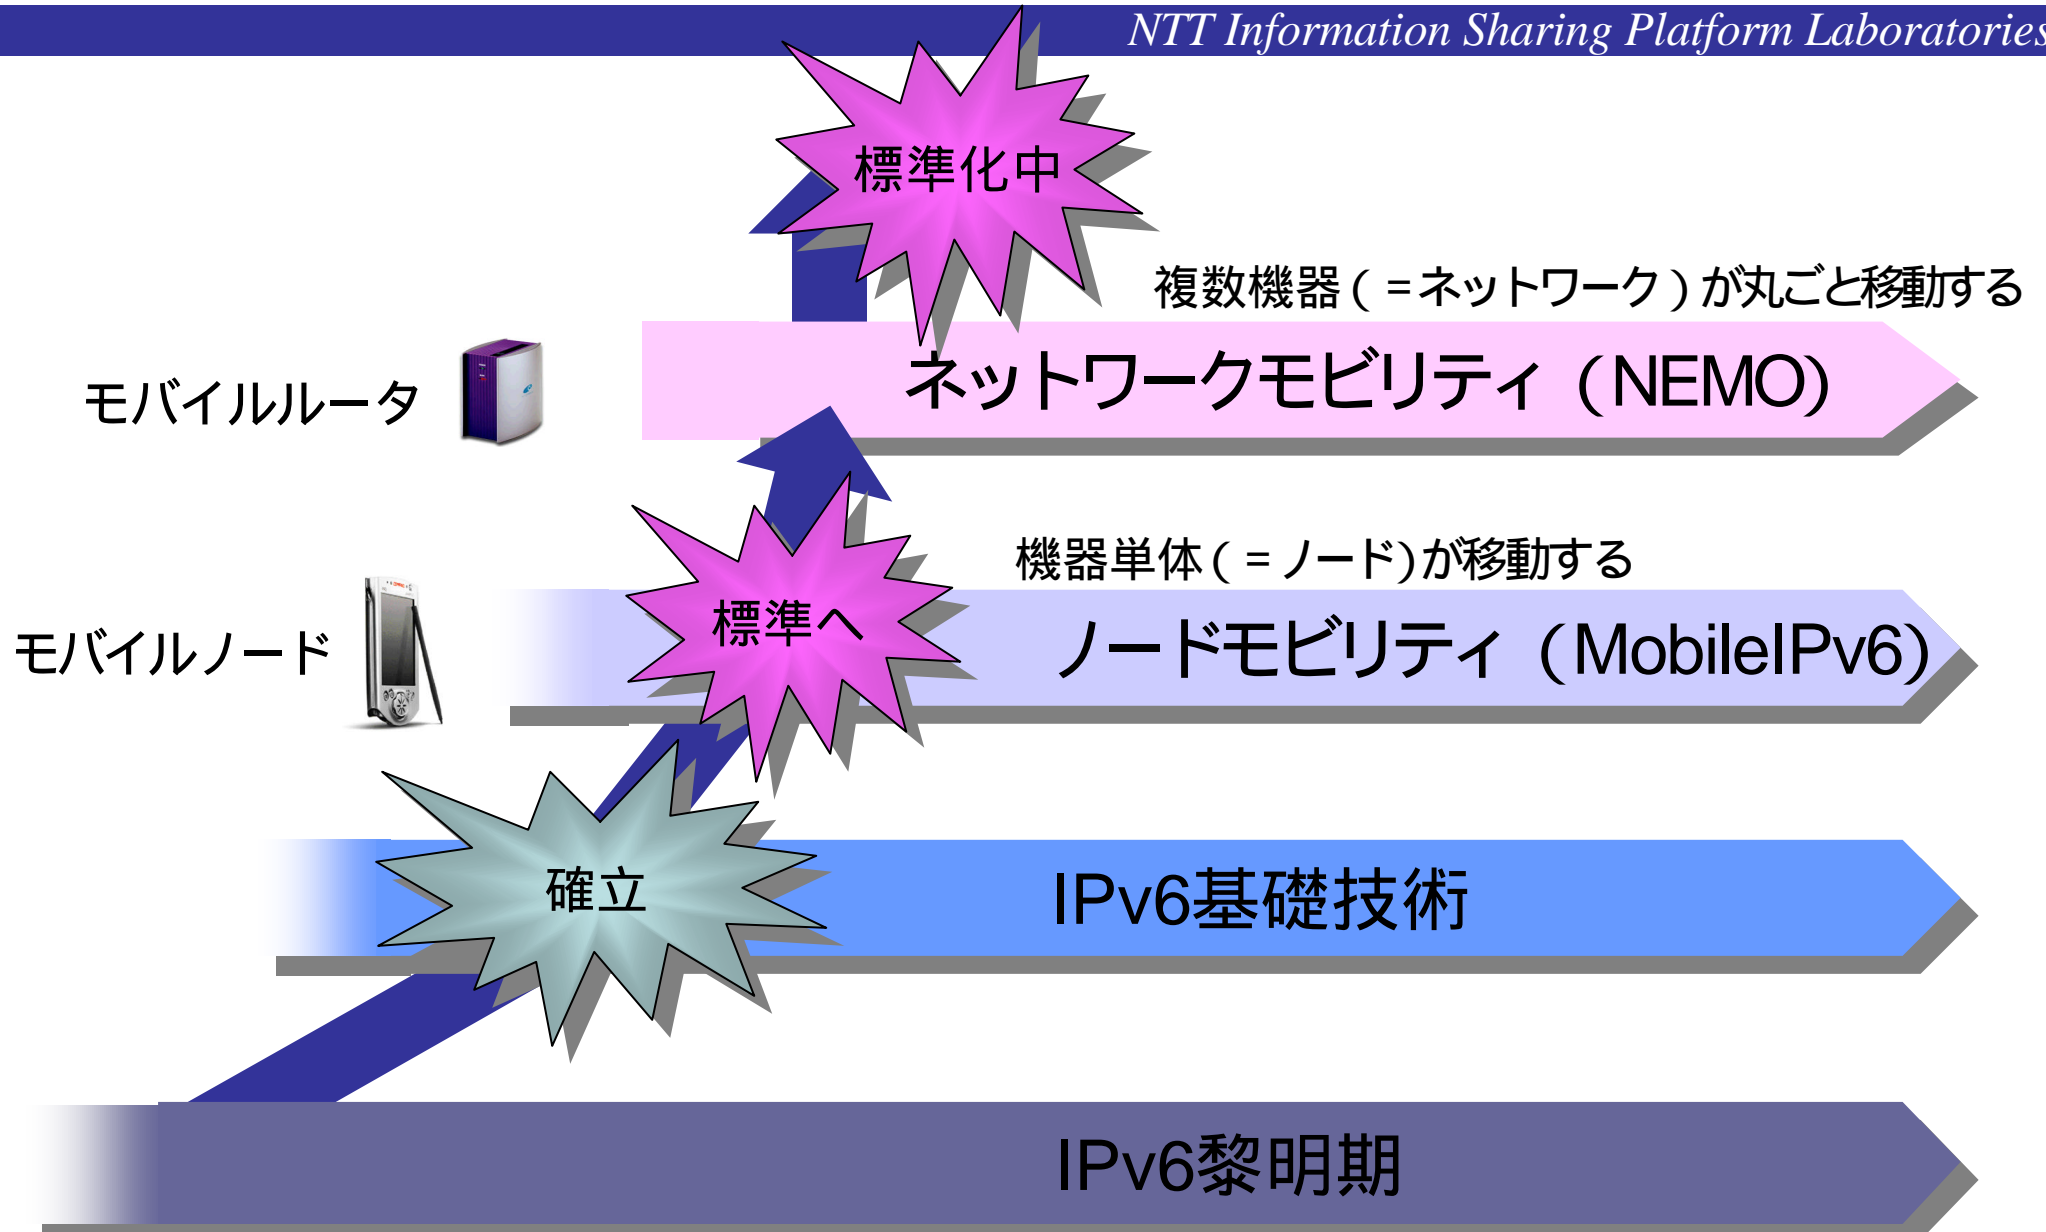 NTT Information Sharing Platform Laboratories
標準化中
複数機器(=ネットワーク)が丸ごと移動する
モバイルルータ
ネットワークモビリティ(NEMO)
機器単体(=ノード)が移動する
モバイルノード
標準へ
ノードモビリティ(MobileIPv6)
確立
IPv6基礎技術
IPv6黎明期